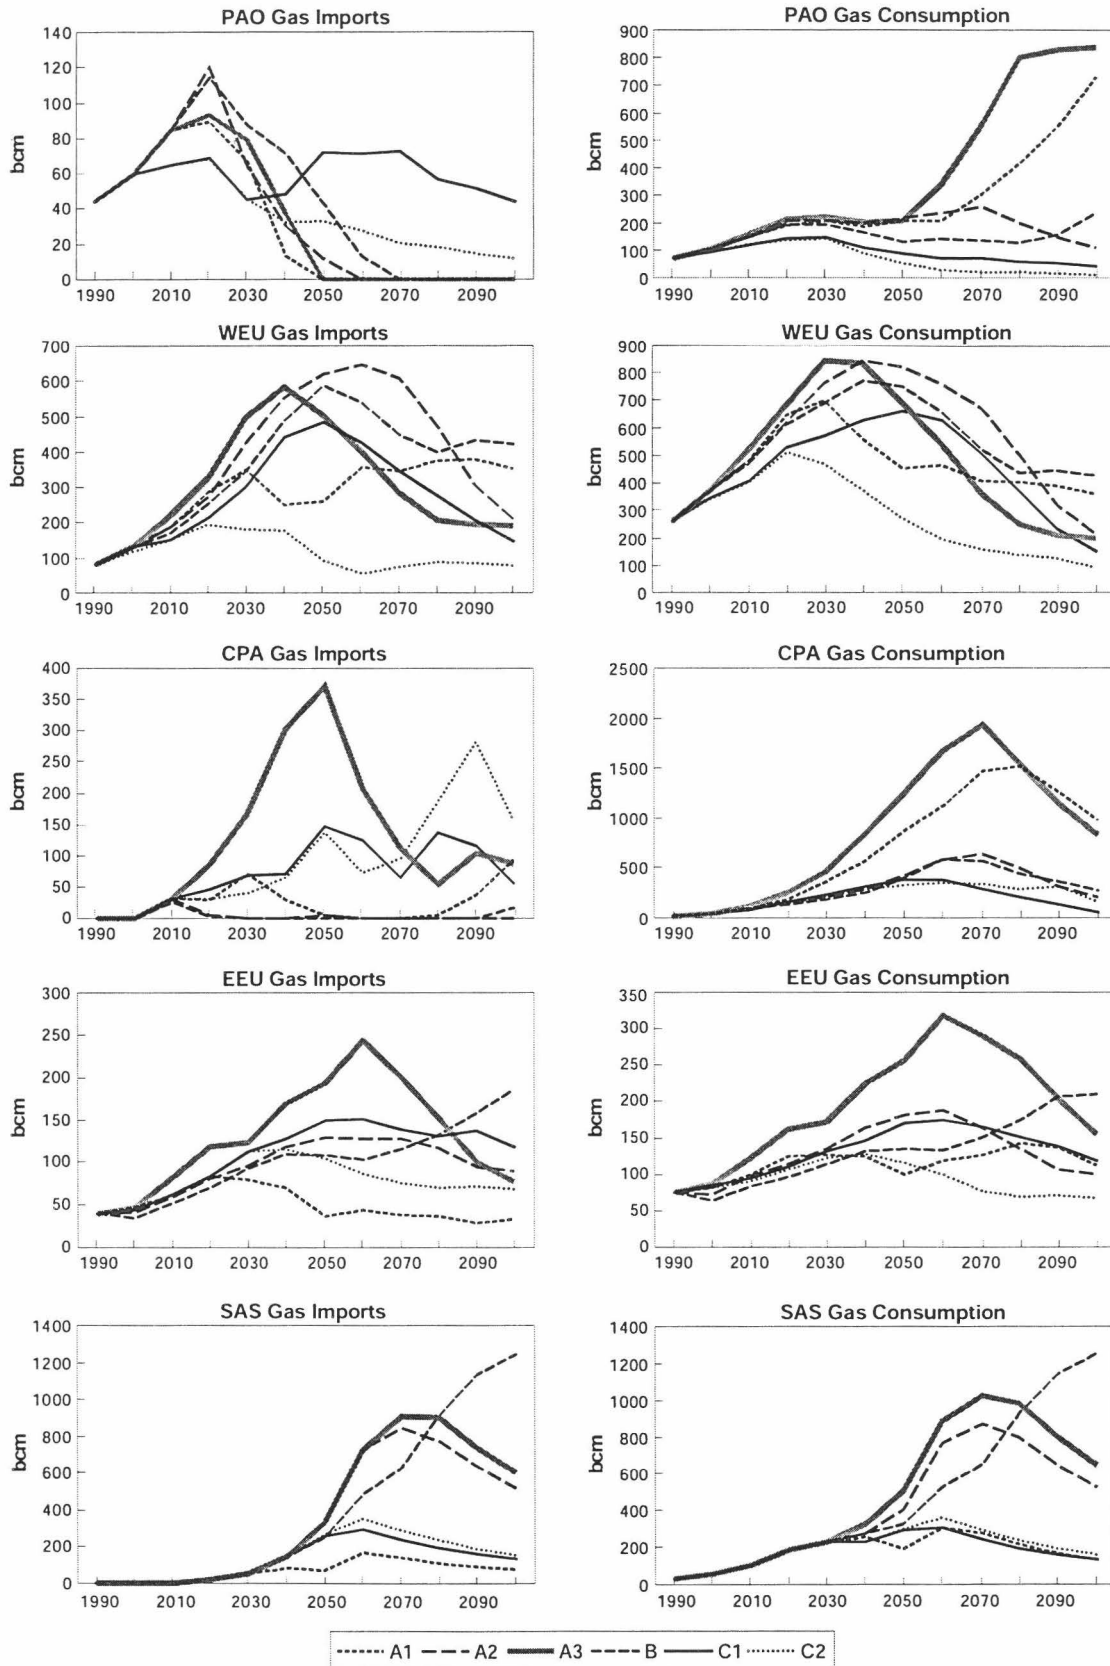 PAO Gas Imports
140
120
100
80
60
40
20
0
bcm
1990 2010 2030 2050 2070 2090
PAO Gas Consumption
900
800
700
600
500
400
300
200
100
0
bcm
1990 2010 2030 2050 2070 2090
WEU Gas Imports
700
600
500
400
300
200
100
0
bcm
1990 2010 2030 2050 2070 2090
WEU Gas Consumption
900
800
700
600
500
400
300
200
100
0
bcm
1990 2010 2030 2050 2070 2090
CPA Gas Imports
400
350
300
250
200
150
100
50
0
bcm
1990 2010 2030 2050 2070 2090
CPA Gas Consumption
2500
2000
1500
1000
500
0
bcm
1990 2010 2030 2050 2070 2090
EEU Gas Imports
300
250
200
150
100
50
0
bcm
1990 2010 2030 2050 2070 2090
EEU Gas Consumption
350
300
250
200
150
100
50
0
bcm
1990 2010 2030 2050 2070 2090
SAS Gas Imports
1400
1200
1000
800
600
400
200
0
bcm
1990 2010 2030 2050 2070 2090
SAS Gas Consumption
1400
1200
1000
800
600
400
200
0
bcm
1990 2010 2030 2050 2070 2090
A1 A2 A3 B C1 C2